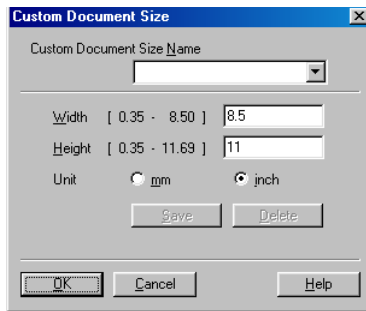 Custom Document Size
Custom Document Size Name
Width [ 0.35 - 8.50 ] 8.5
Height [ 0.35 - 11.69 ] 11
Unit mm inch
Save Delete
OK Cancel Help